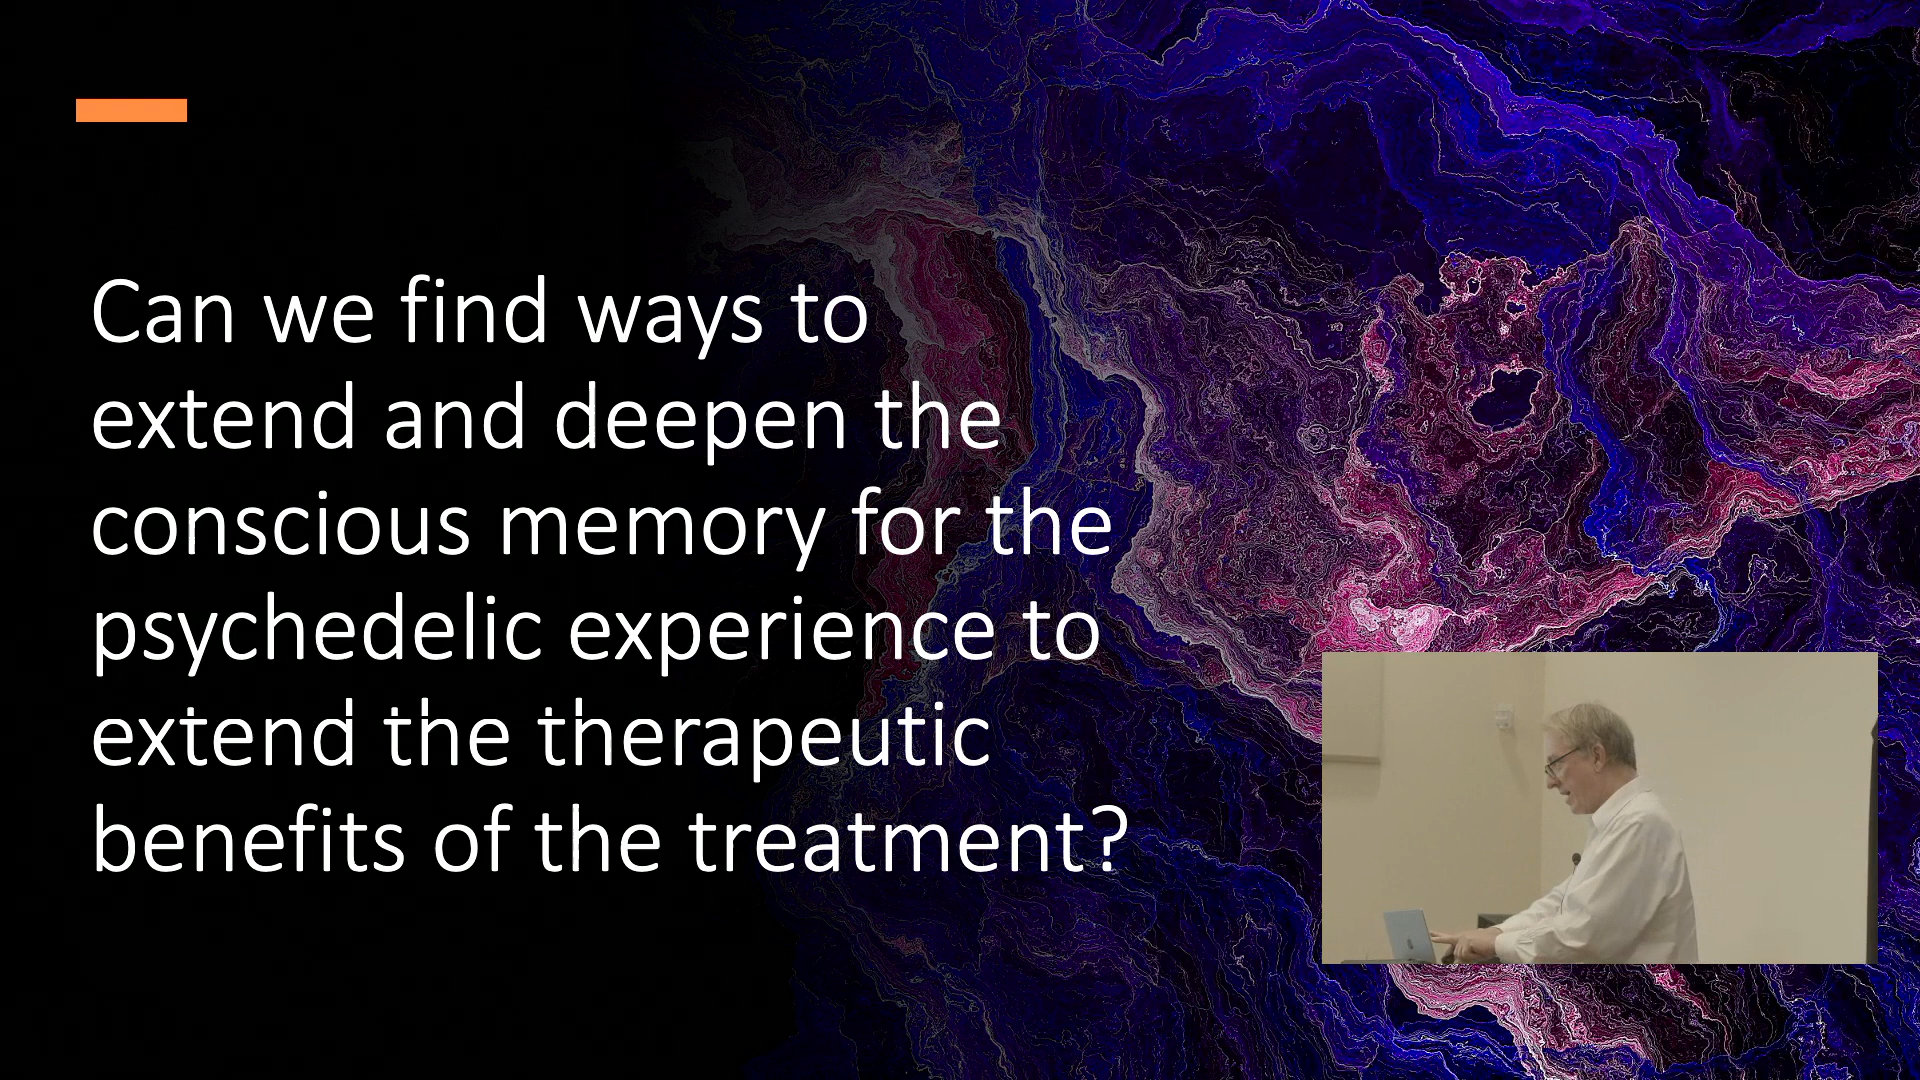 Can we find ways to
extend and deepen the
conscious memory for the
psychedelic experience to
extend the therapeutic
benefits of the treatment?